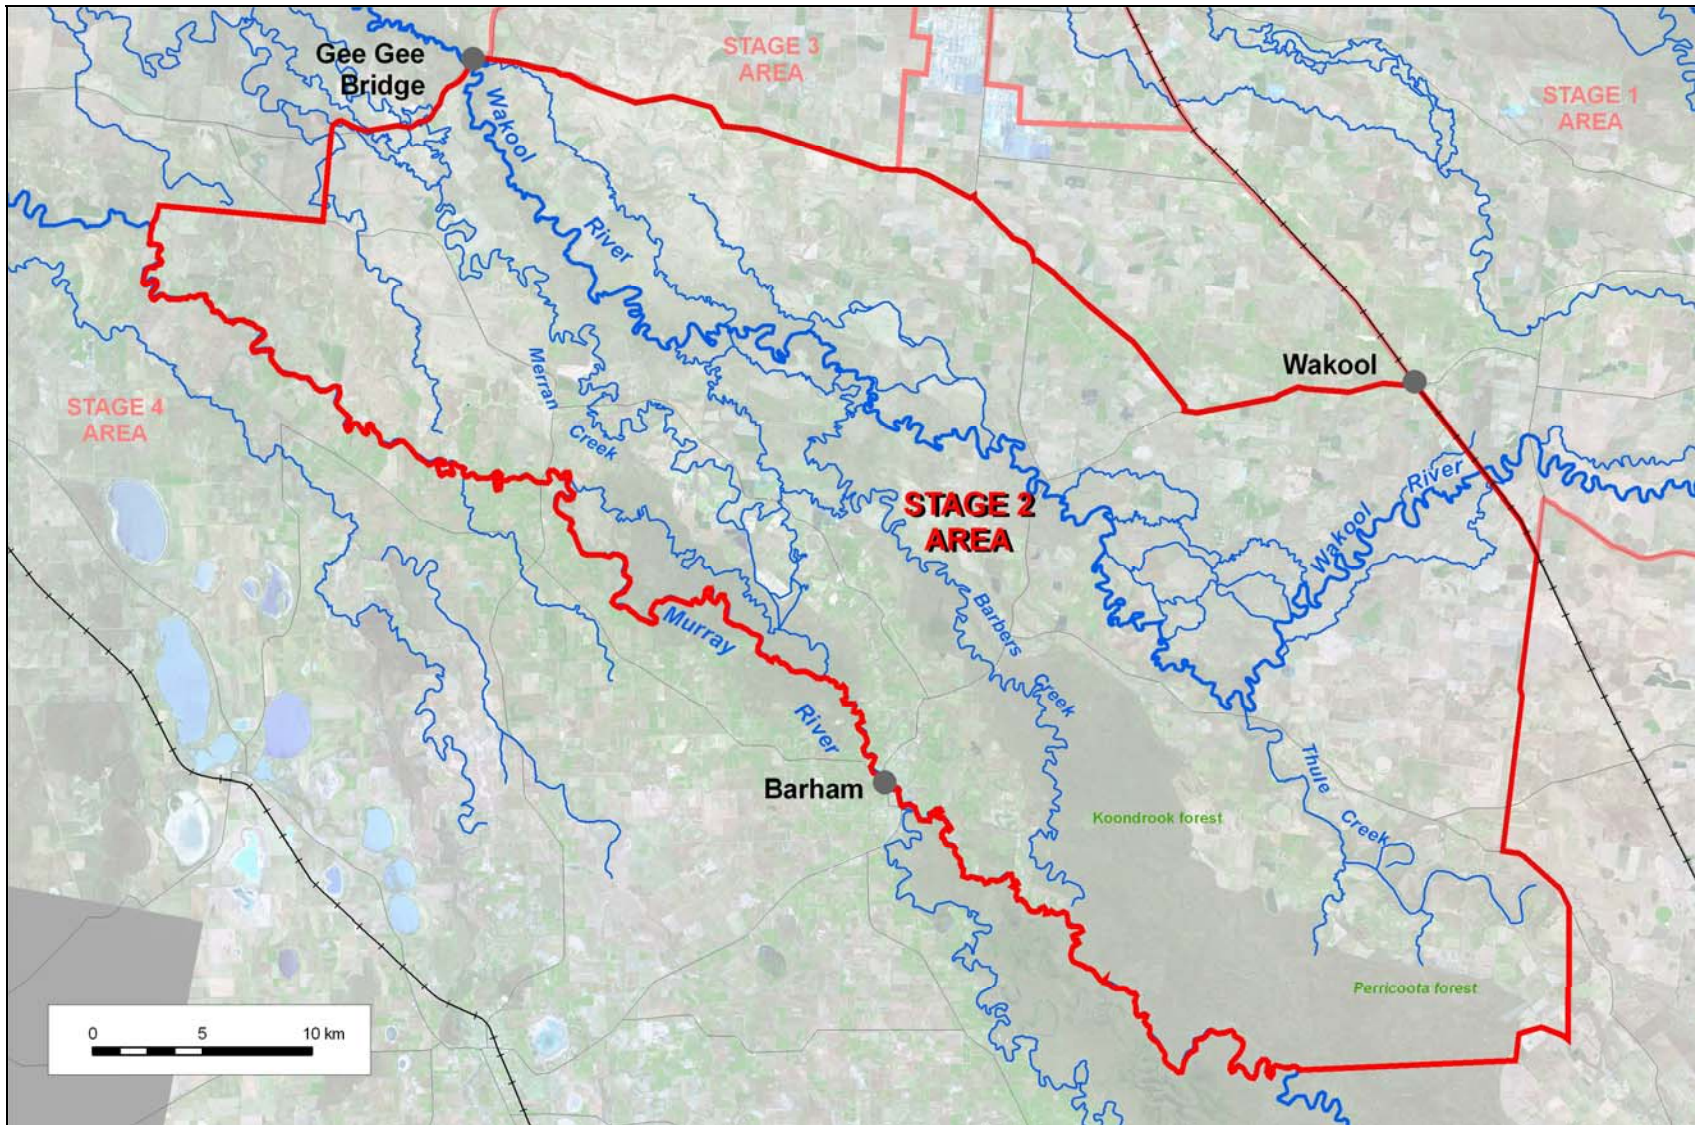 Gee Gee
Bridge
STAGE 3
AREA
STAGE 1
AREA
Wakool
River
Wakool
Merran
Creek
STAGE 4
AREA
STAGE 2
AREA
River
Wakool
Barbers
Creek
Murray
River
Thule
Creek
Barham
Koondrook forest
Perricoota forest
0 5 10 km